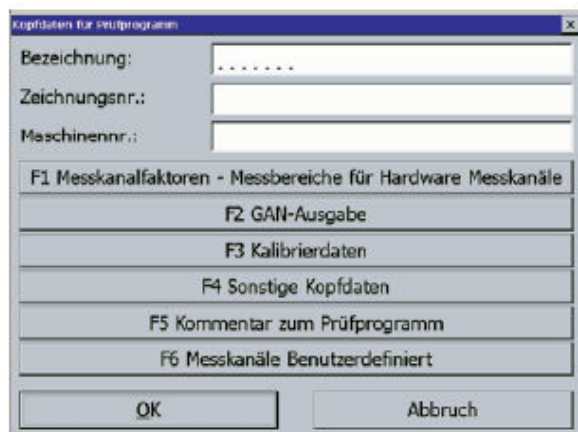 Kopfdaten für Prüfprogramm
Bezeichnung: .......
Zeichnungsnr.:
Maschinennr.:
F1 Messkanalfaktoren - Messbereiche für Hardware Messkanäle
F2 GAN-Ausgabe
F3 Kalibrierdaten
F4 Sonstige Kopfdaten
F5 Kommentar zum Prüfprogramm
F6 Messkanäle Benutzerdefiniert
OK Abbruch